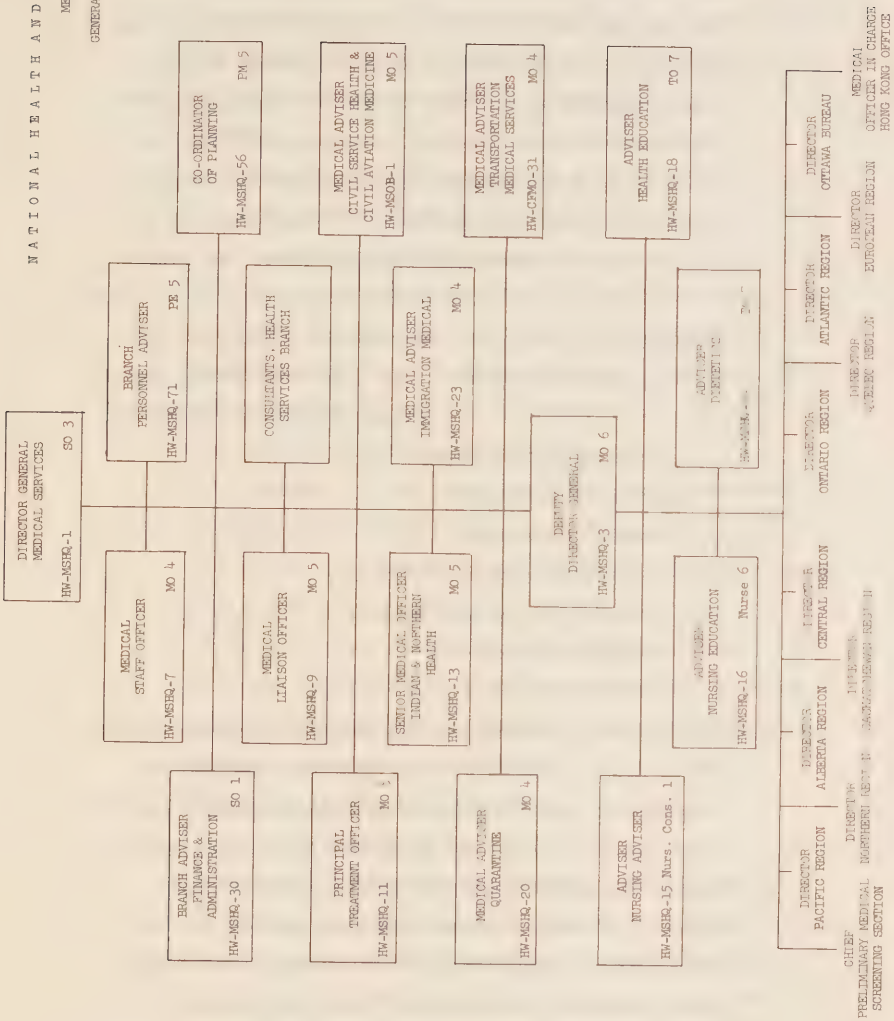 NATIONAL HEALTH AND
DIRECTOR GENERAL
MEDICAL SERVICES
HW-MSHQ-1 SO 3
MEDICAL
STAFF OFFICER
HW-MSHQ-7 MO 4
BRANCH
PERSONNEL ADVISER
HW-MSHQ-71 PE 5
BRANCH ADVISER
FINANCE &
ADMINISTRATION
HW-MSHQ-30 SO 1
CO-ORDINATOR
OF PLANNING
HW-MSHQ-56 PM 5
MEDICAL
LIAISON OFFICER
HW-MSHQ-9 MO 5
CONSULTANTS, HEALTH
SERVICES BRANCH
PRINCIPAL
TREATMENT OFFICER
HW-MSHQ-11 MO
MEDICAL ADVISER
CIVIL SERVICE HEALTH &
CIVIL AVIATION MEDICINE
HW-MSOB-1 MO 5
SENIOR MEDICAL OFFICER
INDIAN & NORTHERN
HEALTH
HW-MSHQ-13 MO 5
MEDICAL ADVISER
IMMIGRATION MEDICAL
HW-MSHQ-23 MO 4
MEDICAL ADVISER
QUARANTINE
HW-MSHQ-20 MO 4
MEDICAL ADVISER
TRANSPORTATION
MEDICAL SERVICES
HW-CFMO-31 MO 4
DEPUTY
DIRECTOR GENERAL
HW-MSHQ-3 MO 6
ADVISER
NURSING ADVISER
HW-MSHQ-15 Nurs. Cons. 1
ADVISER
HEALTH EDUCATION
HW-MSHQ-18 TO 7
ADVISER
NURSING EDUCATION
HW-MSHQ-16 Nurse 6
ADVISER
DIETETICS
DIRECTOR
PACIFIC REGION
DIRECTOR
ALBERTA REGION
DIRECTOR
CENTRAL REGION
DIRECTOR
ONTARIO REGION
DIRECTOR
ATLANTIC REGION
DIRECTOR
OTTAWA BUREAU
CHIEF
PRELIMINARY MEDICAL
SCREENING SECTION
DIRECTOR
NORTHERN REGION
DIRECTOR
SASKATCHEWAN REGION
DIRECTOR
QUEBEC REGION
DIRECTOR
EUROPEAN REGION
MEDICAL
OFFICER IN CHARGE
HONG KONG OFFICE